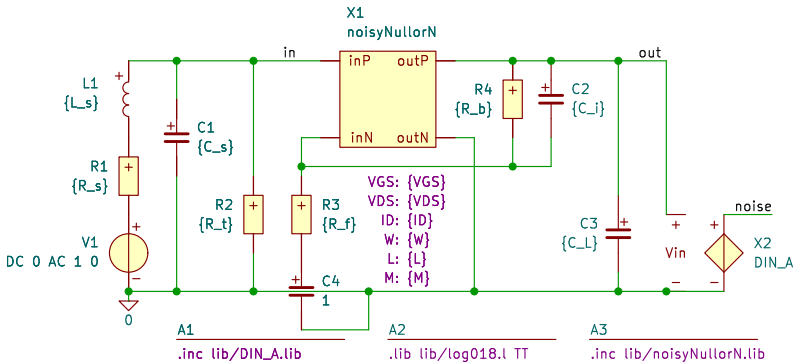 X1
noisyNullorN
in
inP
outP
out
inN
outN
L1
{L_s}
+
C1
{C_s}
+
R1
{R_s}
+
V1
DC 0 AC 1 0
+
-
0
R2
{R_t}
+
R3
{R_f}
+
C4
1
+
R4
{R_b}
+
C2
{C_i}
+
VGS: {VGS}
VDS: {VDS}
ID: {ID}
W: {W}
L: {L}
M: {M}
C3
{C_L}
+
+
Vin
-
noise
+
-
X2
DIN_A
A1
.inc lib/DIN_A.lib
A2
.lib lib/log018.l TT
A3
.inc lib/noisyNullorN.lib